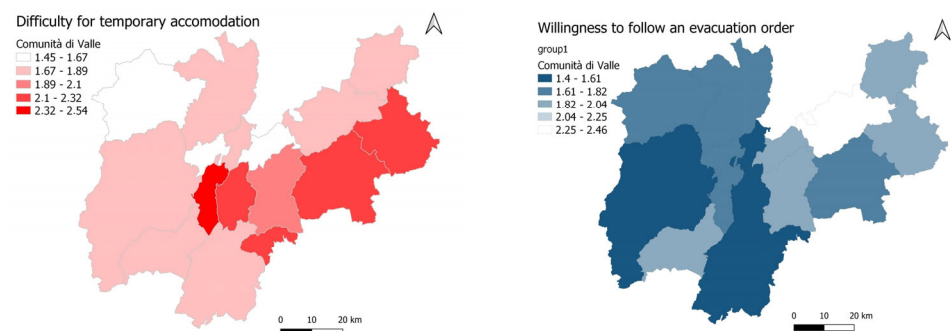 Difficulty for temporary accomodation
Comunità di Valle
1.45 - 1.67
1.67 - 1.89
1.89 - 2.1
2.1 - 2.32
2.32 - 2.54
0 10 20 km
Willingness to follow an evacuation order
group1
Comunità di Valle
1.4 - 1.61
1.61 - 1.82
1.82 - 2.04
2.04 - 2.25
2.25 - 2.46
0 10 20 km